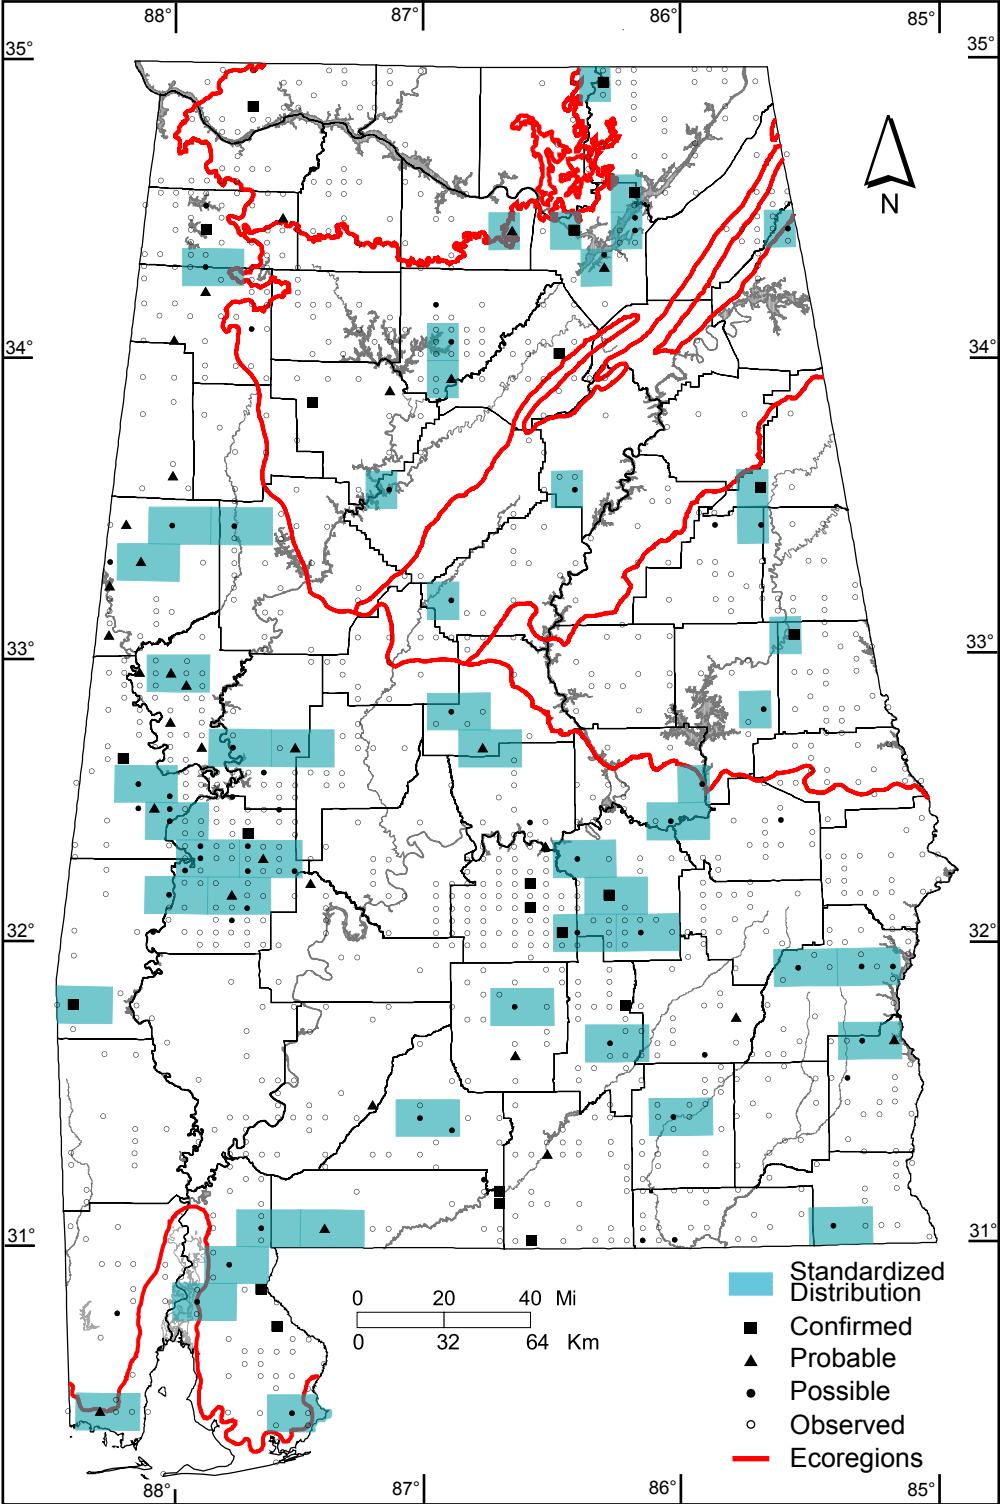 88° 87° 86° 85°
35° 35°
N
34° 34°
33° 33°
32° 32°
31° 31°
Standardized
Distribution
Confirmed
Probable
Possible
Observed
Ecoregions
0 20 40 Mi
0 32 64 Km
88° 87° 86° 85°